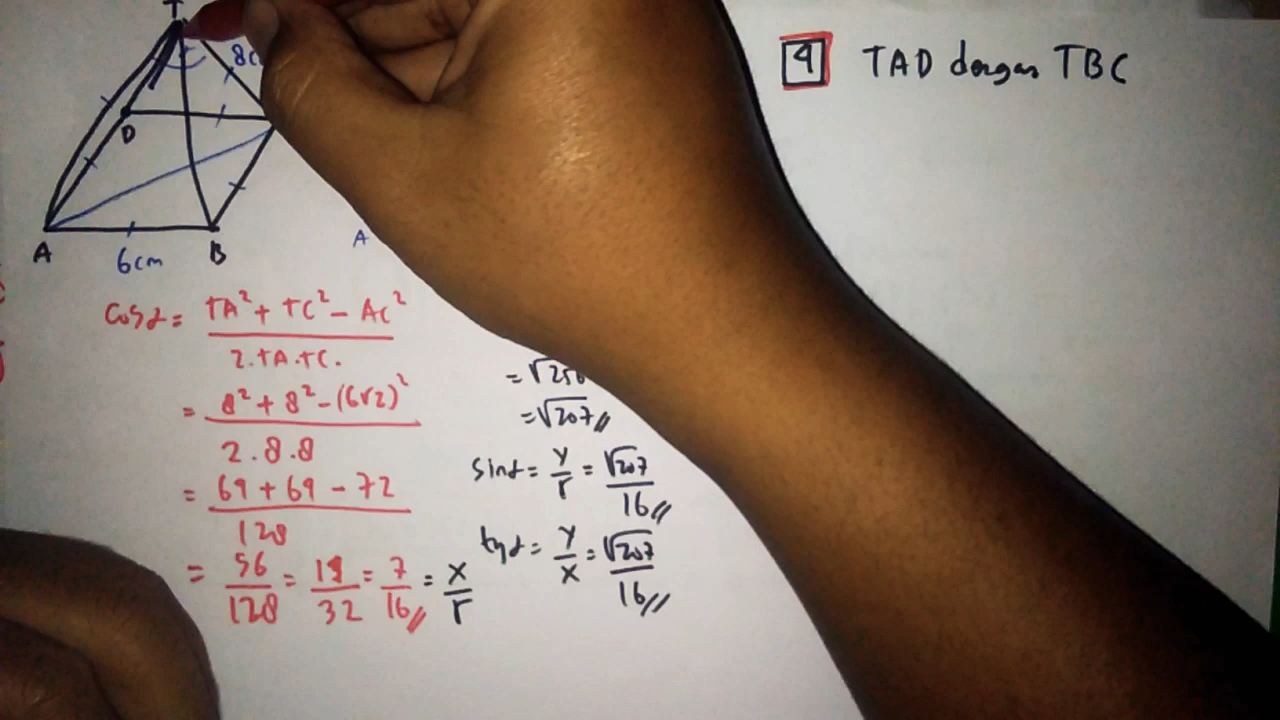 T
8c
D
A
B
6cm
A
4 TAD dengan TBC
Cos α = TA² + TC² - AC²
2.TA.TC.
= 8² + 8² - (6√2)²
2.8.8
= 64 + 64 - 72
128
= 56/128 = 14/32 = 7/16 = x/r
= √256
= √207
sin α = y/r = √207/16
tg α = y/x = √207/16